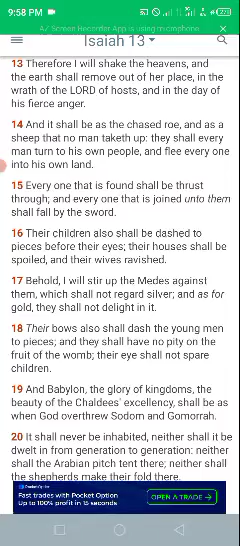 9:58 PM
AZ Screen Recorder App is using microphone
Isaiah 13
13 Therefore I will shake the heavens, and
the earth shall remove out of her place, in
the wrath of the LORD of hosts, and in the day of
his fierce anger.
14 And it shall be as the chased roe, and as a
sheep that no man taketh up: they shall every
man turn to his own people, and flee every one
into his own land.
15 Every one that is found shall be thrust
through; and every one that is joined unto them
shall fall by the sword.
16 Their children also shall be dashed to
pieces before their eyes; their houses shall be
spoiled, and their wives ravished.
17 Behold, I will stir up the Medes against
them, which shall not regard silver; and as for
gold, they shall not delight in it.
18 Their bows also shall dash the young men
to pieces; and they shall have no pity on the
fruit of the womb; their eye shall not spare
children.
19 And Babylon, the glory of kingdoms, the
beauty of the Chaldees' excellency, shall be as
when God overthrew Sodom and Gomorrah.
20 It shall never be inhabited, neither shall it be
dwelt in from generation to generation: neither
shall the Arabian pitch tent there; neither shall
the shepherds make their fold there.
PocketOption
Fast trades with Pocket Option
Up to 100% profit in 15 seconds
OPEN A TRADE →